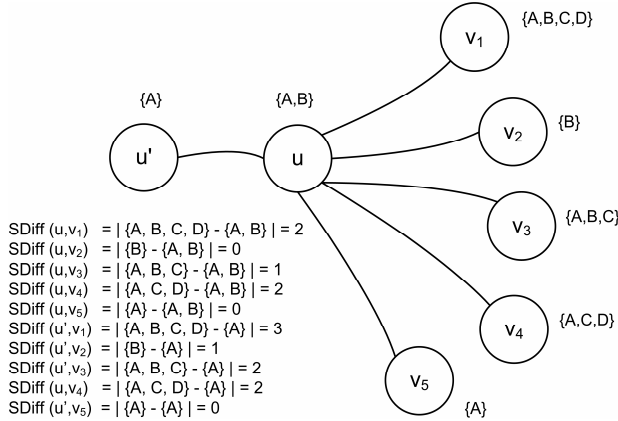 {A,B,C,D}
v1
{A}
{A,B}
{B}
v2
u'
u
{A,B,C}
v3
SDiff (u,v1) = | {A, B, C, D} - {A, B} | = 2
SDiff (u,v2) = | {B} - {A, B} | = 0
SDiff (u,v3) = | {A, B, C} - {A, B} | = 1
SDiff (u,v4) = | {A, C, D} - {A, B} | = 2
SDiff (u,v5) = | {A} - {A, B} | = 0
SDiff (u',v1) = | {A, B, C, D} - {A} | = 3
SDiff (u',v2) = | {B} - {A} | = 1
SDiff (u',v3) = | {A, B, C} - {A} | = 2
SDiff (u,v4) = | {A, C, D} - {A} | = 2
SDiff (u',v5) = | {A} - {A} | = 0
{A,C,D}
v4
v5
{A}